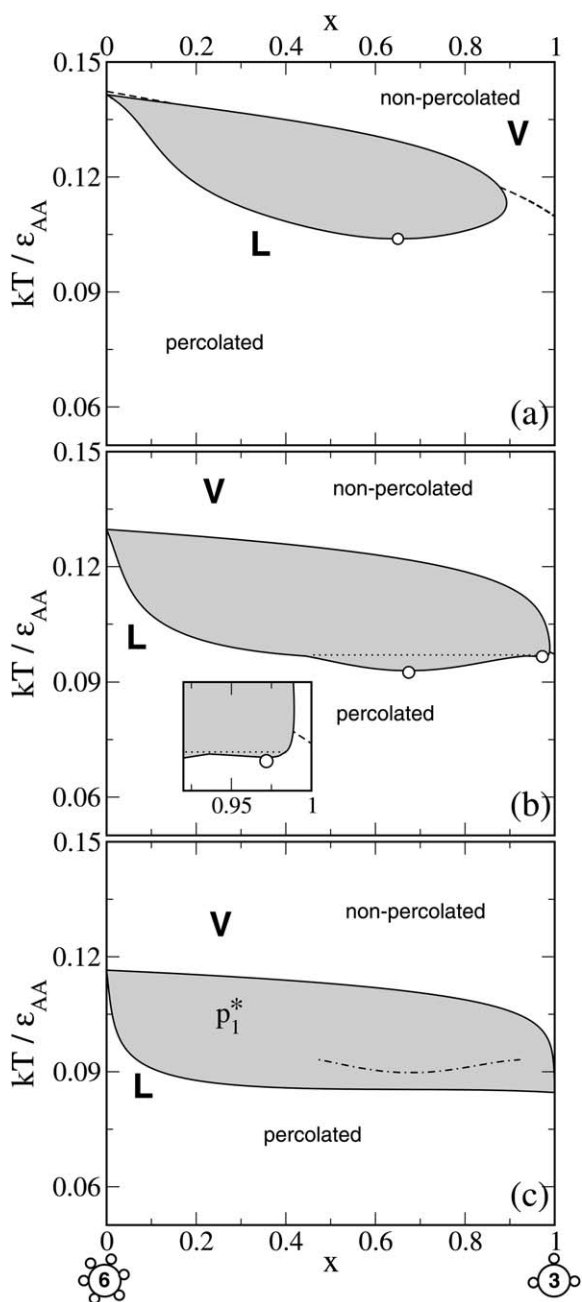 x
0 0.2 0.4 0.6 0.8 1
0.15
non-percolated
V
0.12
kT / ε_AA
L
0.09
percolated
0.06
(a)
0.15
V
non-percolated
0.12
kT / ε_AA
L
0.09
percolated
0.06
0.95 1
(b)
0.15
V
non-percolated
0.12
p*_1
kT / ε_AA
0.09
L
percolated
0.06
(c)
0 0.2 0.4 0.6 0.8 1
x
6 3